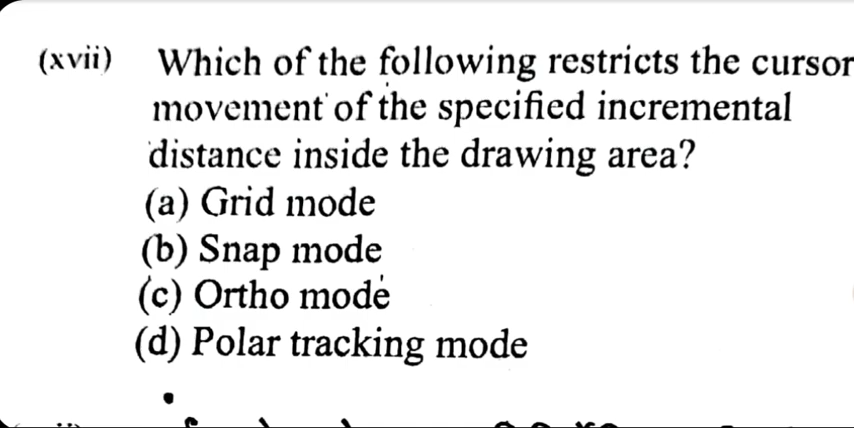 (xvii) Which of the following restricts the cursor
movement of the specified incremental
distance inside the drawing area?
(a) Grid mode
(b) Snap mode
(c) Ortho mode
(d) Polar tracking mode